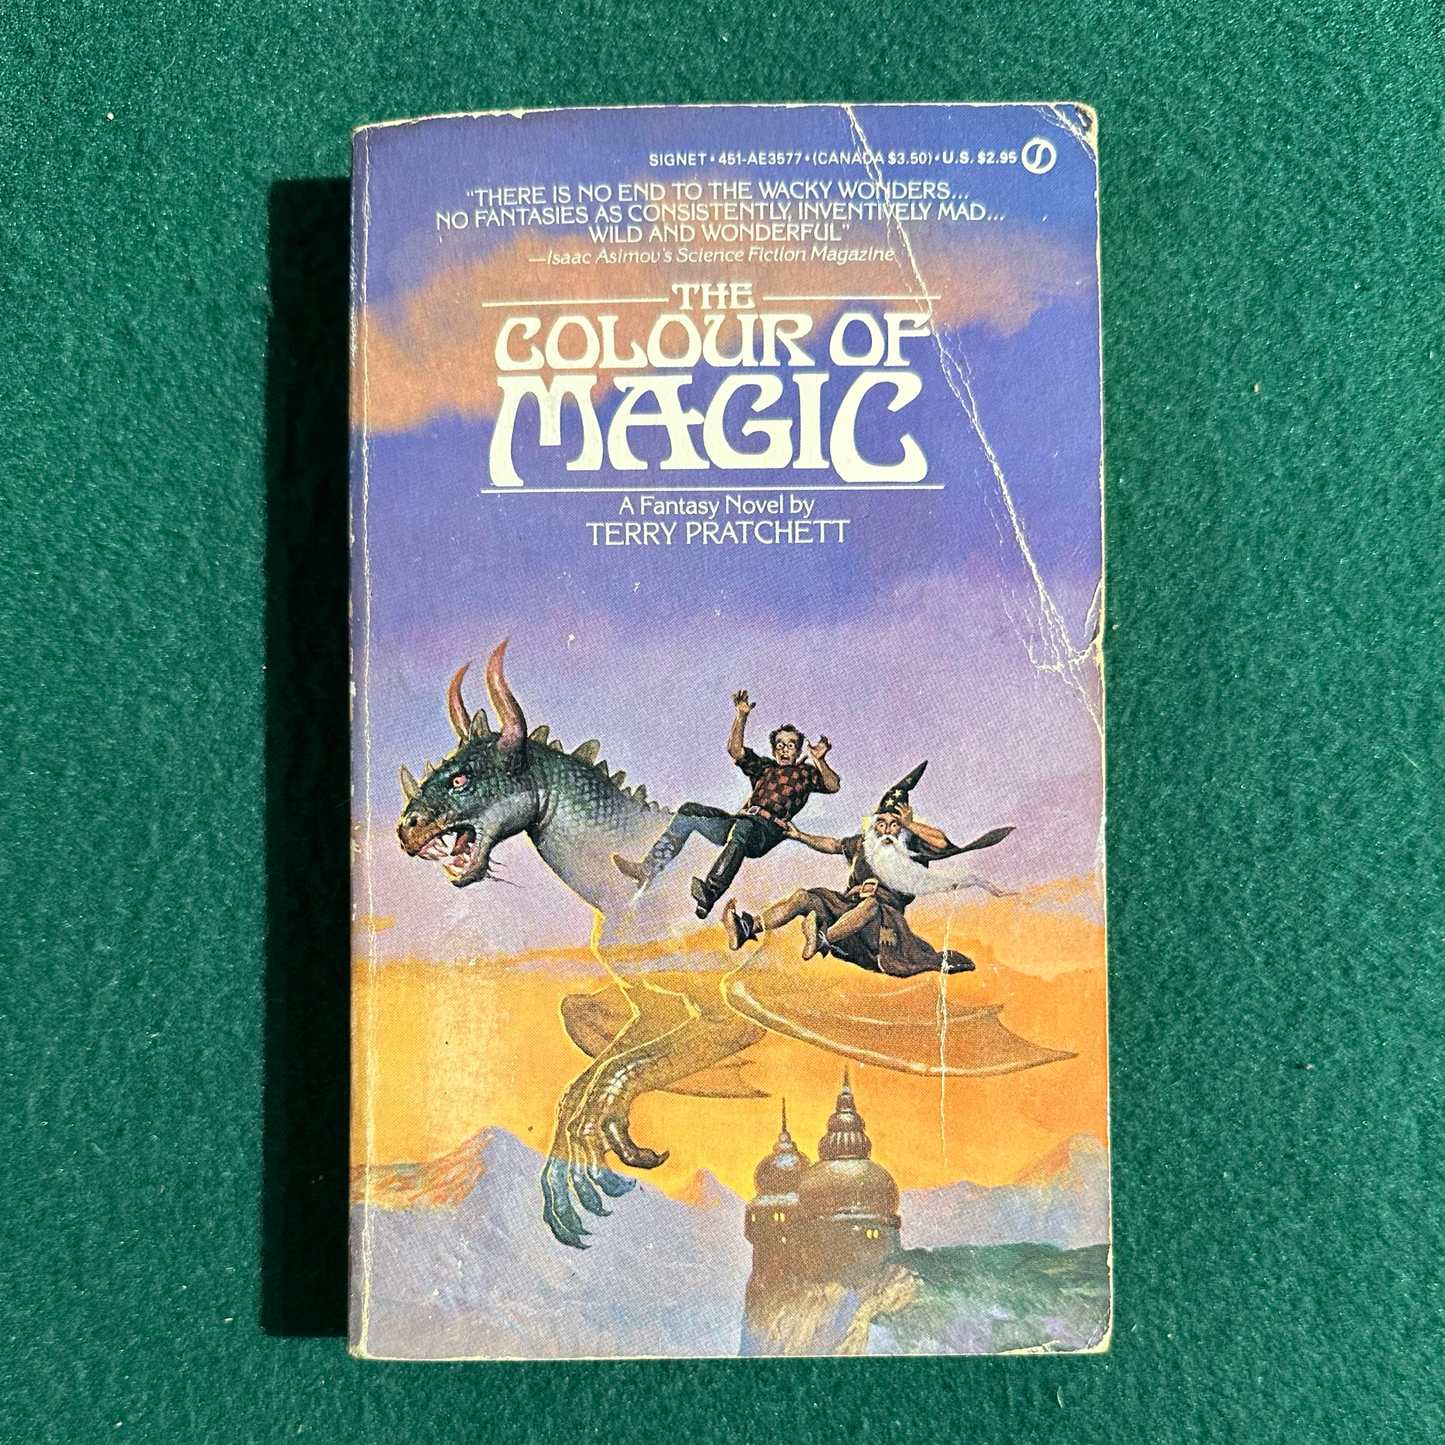 SIGNET • 451-AE3577 • (CANADA $3.50) • U.S. $2.95
"THERE IS NO END TO THE WACKY WONDERS...
NO FANTASIES AS CONSISTENTLY, INVENTIVELY MAD...
WILD AND WONDERFUL"
—Isaac Asimov's Science Fiction Magazine
THE
COLOUR OF
MAGIC
A Fantasy Novel by
TERRY PRATCHETT